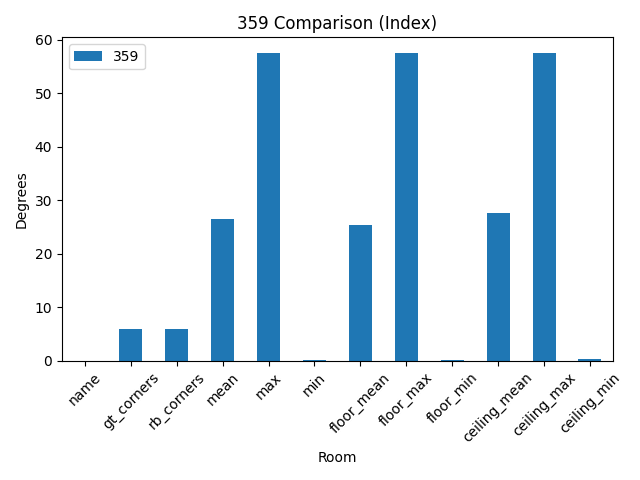 359 Comparison (Index)
359
60
50
40
30
20
10
0
Degrees
name
gt_corners
rb_corners
mean
max
min
floor_mean
floor_max
floor_min
ceiling_mean
ceiling_max
ceiling_min
Room